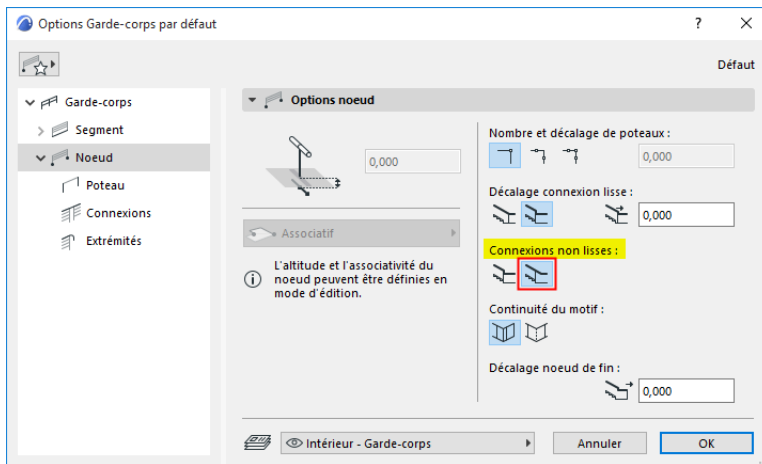 Options Garde-corps par défaut
?
Défaut
Garde-corps
Segment
Noeud
Poteau
Connexions
Extrémités
Options noeud
0,000
Associatif
L'altitude et l'associativité du
noeud peuvent être définies en
mode d'édition.
Nombre et décalage de poteaux :
0,000
Décalage connexion lisse :
0,000
Connexions non lisses :
Continuité du motif :
Décalage noeud de fin :
0,000
Intérieur - Garde-corps
Annuler
OK